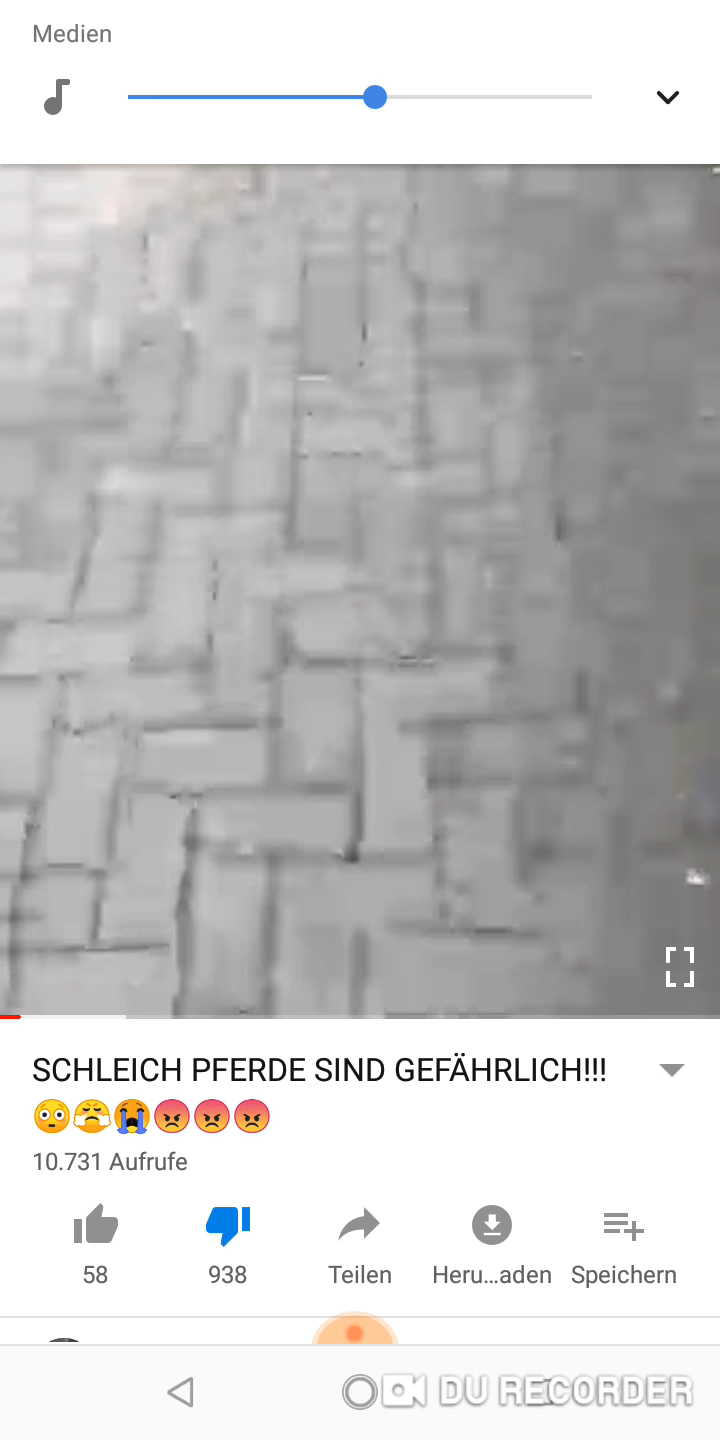 Medien
SCHLEICH PFERDE SIND GEFÄHRLICH!!!
😳😤😭😡😡😡
10.731 Aufrufe
58 938 Teilen Heru...aden Speichern
DU RECORDER